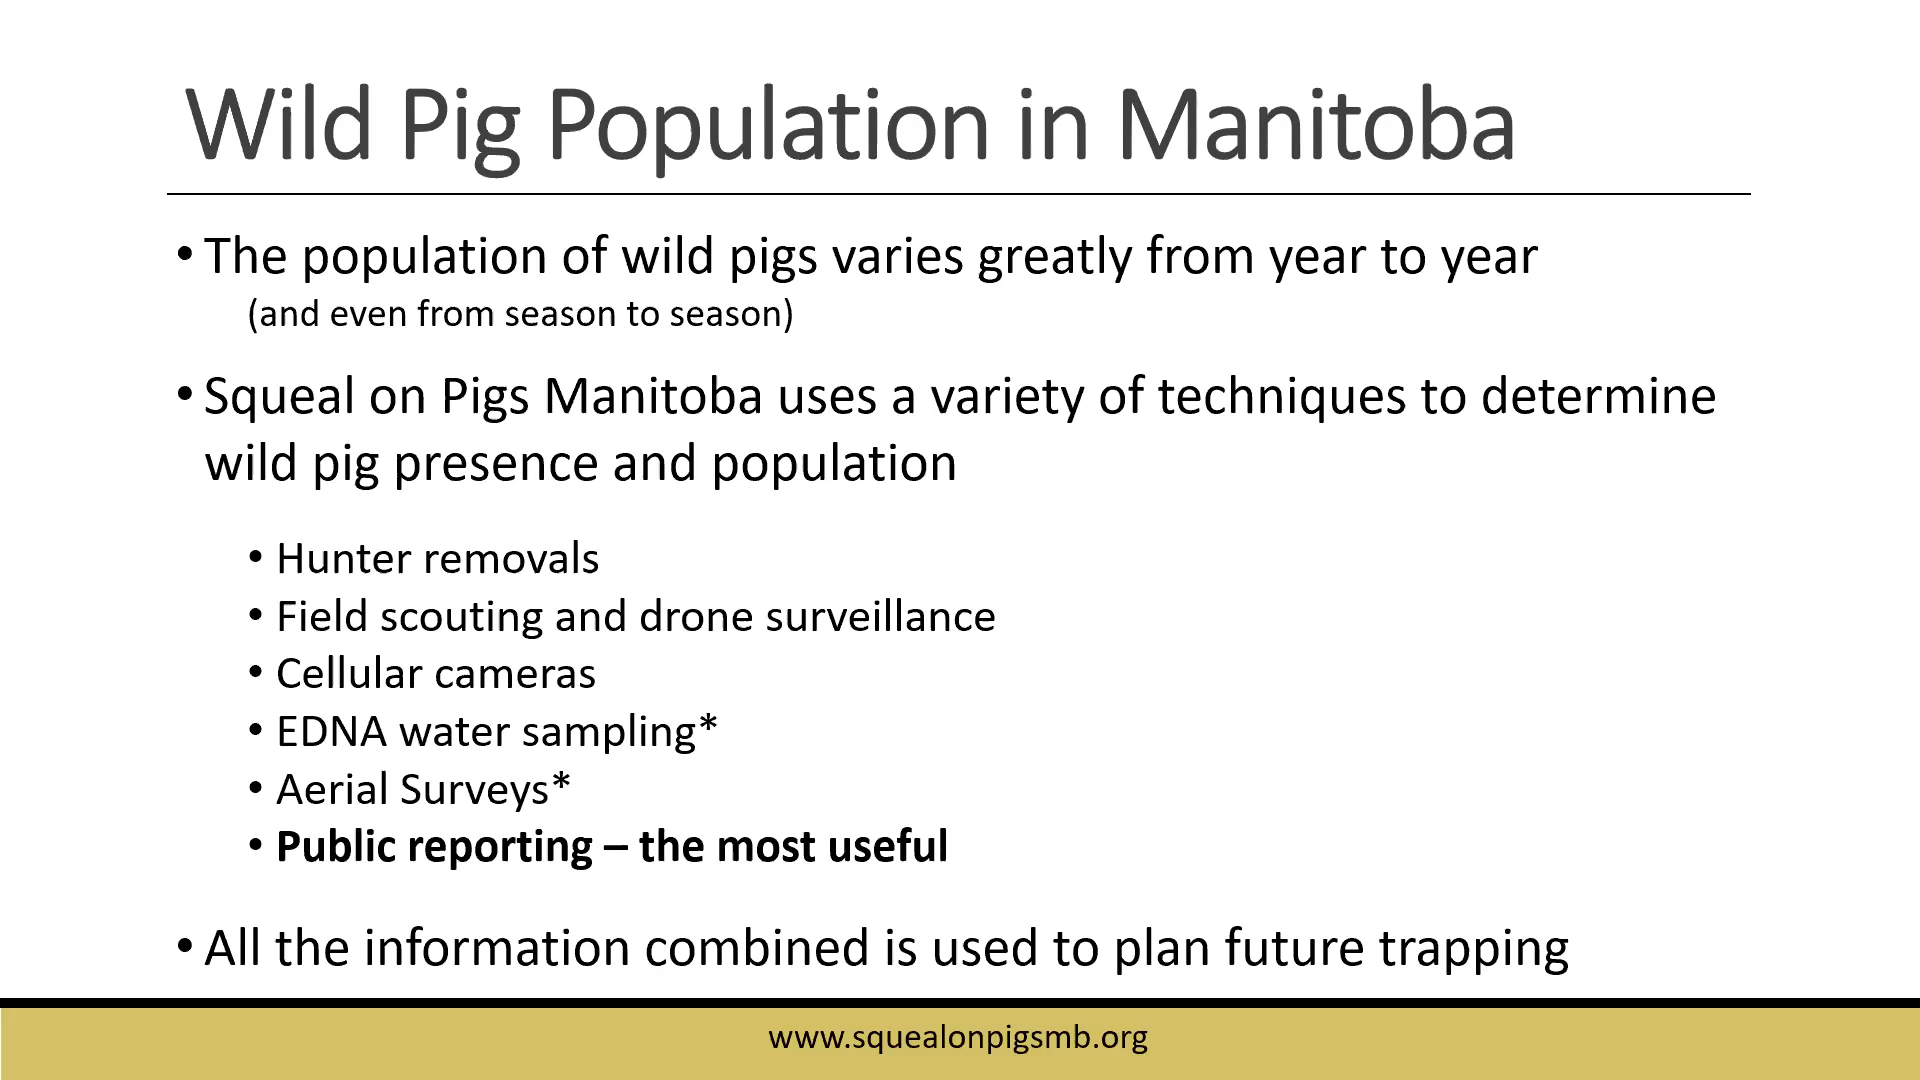 Wild Pig Population in Manitoba
• The population of wild pigs varies greatly from year to year
(and even from season to season)
• Squeal on Pigs Manitoba uses a variety of techniques to determine
wild pig presence and population
• Hunter removals
• Field scouting and drone surveillance
• Cellular cameras
• EDNA water sampling*
• Aerial Surveys*
• Public reporting – the most useful
• All the information combined is used to plan future trapping
www.squealonpigsmb.org